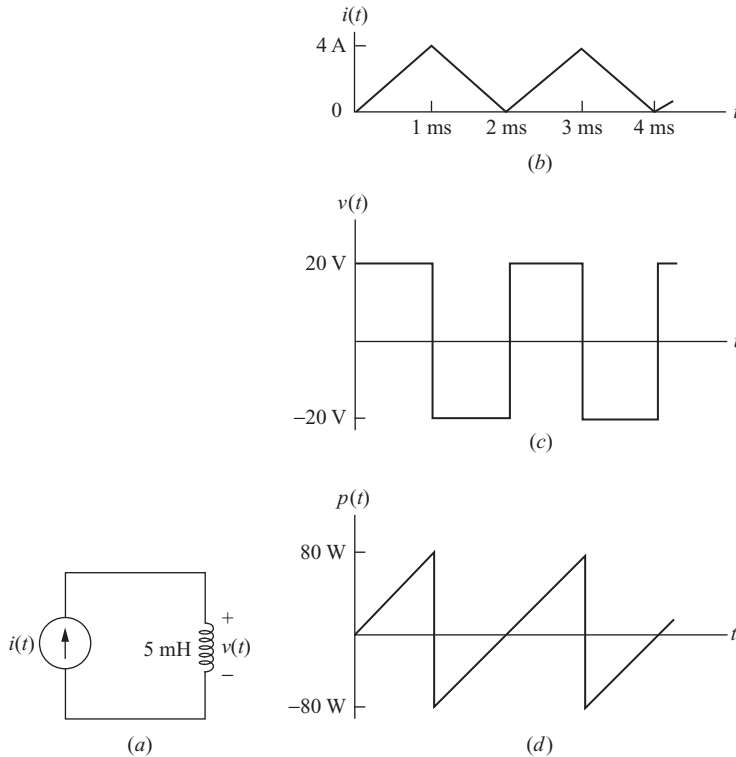 i(t)
4 A
0
t
1 ms 2 ms 3 ms 4 ms
(b)
v(t)
20 V
t
−20 V
(c)
p(t)
80 W
t
−80 W
(d)
i(t)
5 mH
+
v(t)
−
(a)